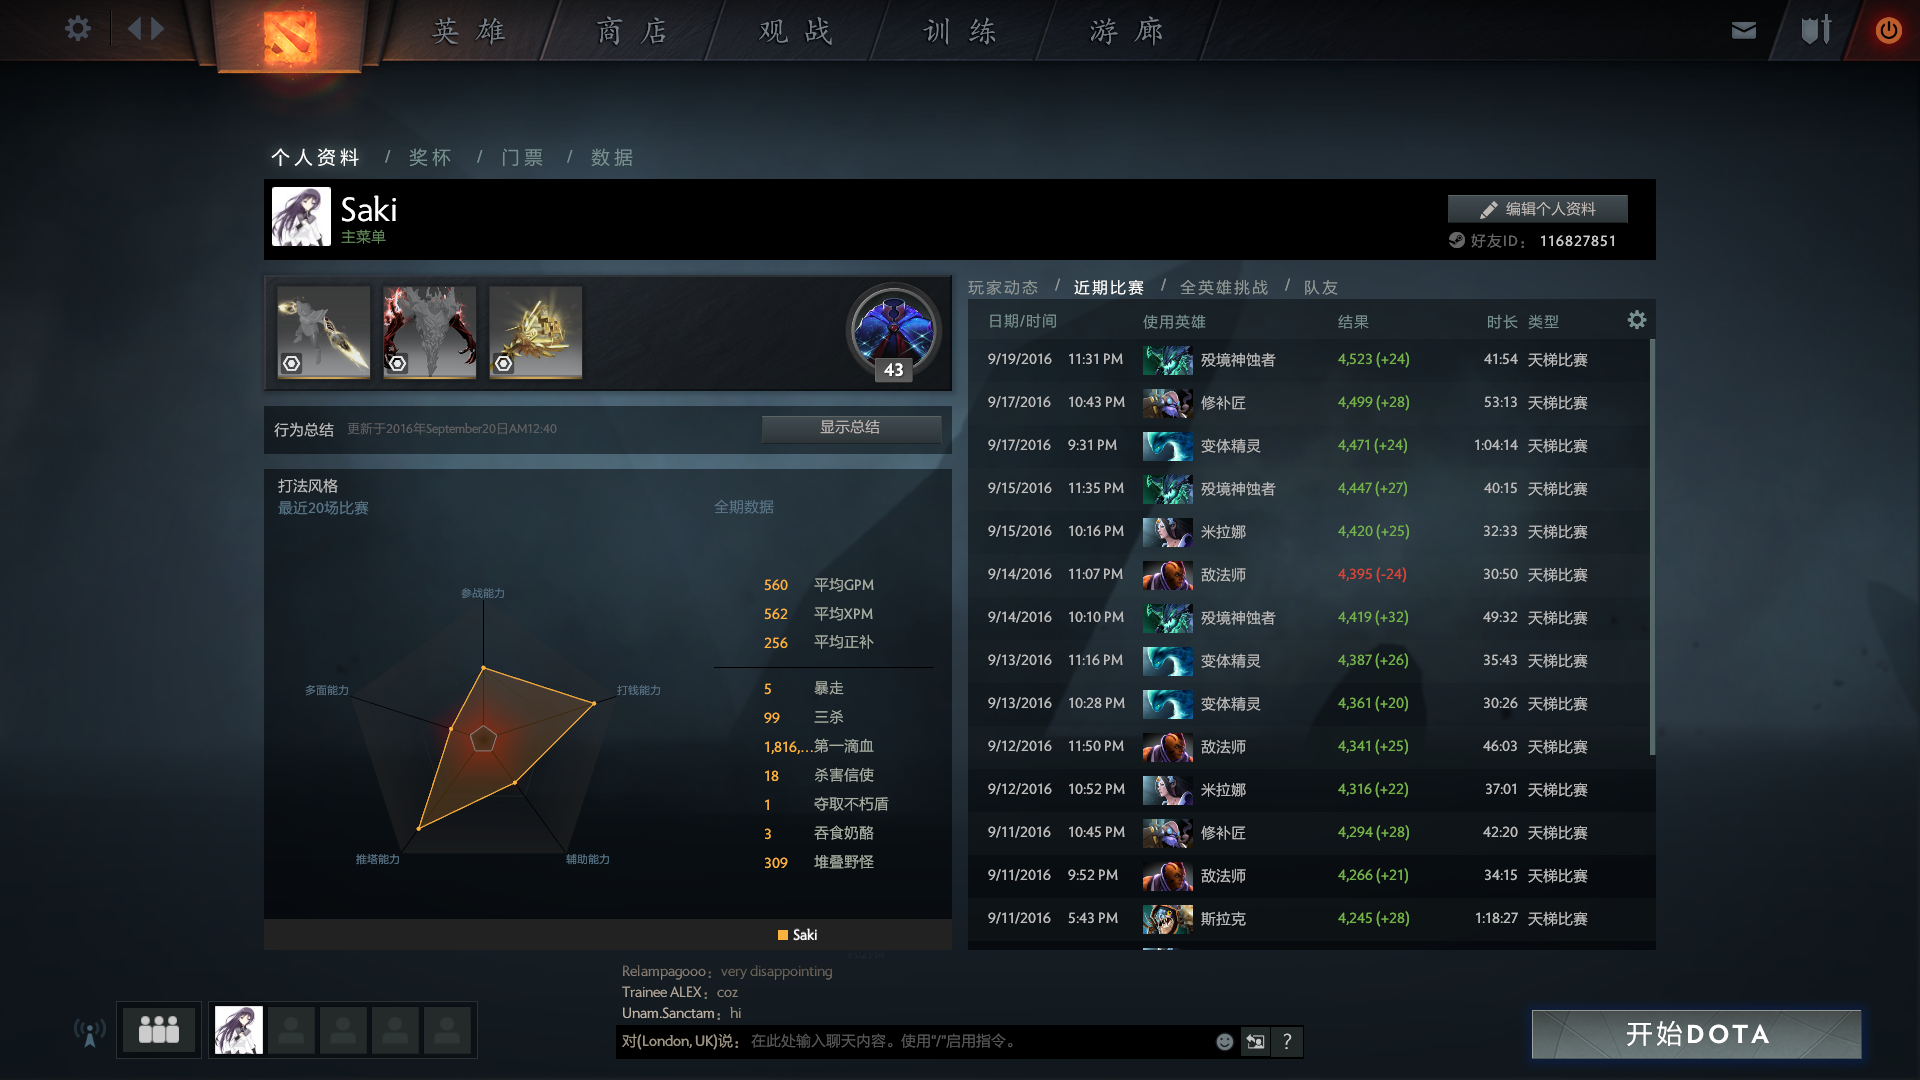 英雄 商店 观战 训练 游廊
个人资料 / 奖杯 / 门票 / 数据
Saki
主菜单
编辑个人资料
好友ID： 116827851
43
行为总结 更新于2016年September20日AM12:40 显示总结
打法风格
最近20场比赛
全期数据
参战能力
打钱能力
辅助能力
推塔能力
多面能力
560 平均GPM
562 平均XPM
256 平均正补
5 暴走
99 三杀
1,816,... 第一滴血
18 杀害信使
1 夺取不朽盾
3 吞食奶酪
309 堆叠野怪
Saki
玩家动态 / 近期比赛 / 全英雄挑战 / 队友
日期/时间 使用英雄 结果 时长 类型
9/19/2016 11:31 PM 殁境神蚀者 4,523 (+24) 41:54 天梯比赛
9/17/2016 10:43 PM 修补匠 4,499 (+28) 53:13 天梯比赛
9/17/2016 9:31 PM 变体精灵 4,471 (+24) 1:04:14 天梯比赛
9/15/2016 11:35 PM 殁境神蚀者 4,447 (+27) 40:15 天梯比赛
9/15/2016 10:16 PM 米拉娜 4,420 (+25) 32:33 天梯比赛
9/14/2016 11:07 PM 敌法师 4,395 (-24) 30:50 天梯比赛
9/14/2016 10:10 PM 殁境神蚀者 4,419 (+32) 49:32 天梯比赛
9/13/2016 11:16 PM 变体精灵 4,387 (+26) 35:43 天梯比赛
9/13/2016 10:28 PM 变体精灵 4,361 (+20) 30:26 天梯比赛
9/12/2016 11:50 PM 敌法师 4,341 (+25) 46:03 天梯比赛
9/12/2016 10:52 PM 米拉娜 4,316 (+22) 37:01 天梯比赛
9/11/2016 10:45 PM 修补匠 4,294 (+28) 42:20 天梯比赛
9/11/2016 9:52 PM 敌法师 4,266 (+21) 34:15 天梯比赛
9/11/2016 5:43 PM 斯拉克 4,245 (+28) 1:18:27 天梯比赛
Relampagooo： very disappointing
Trainee ALEX： coz
Unam.Sanctam： hi
对(London, UK)说： 在此处输入聊天内容。使用"/"启用指令。 ?
开始DOTA